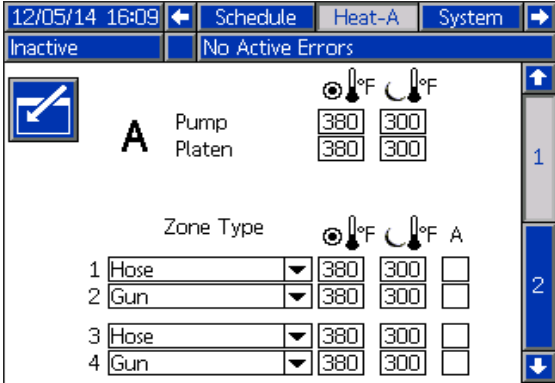 12/05/14 16:09 Schedule Heat-A System
Inactive No Active Errors
°F °F
A
Pump 380 300
Platen 380 300
1
Zone Type °F °F A
1 Hose 380 300
2 Gun 380 300
2
3 Hose 380 300
4 Gun 380 300